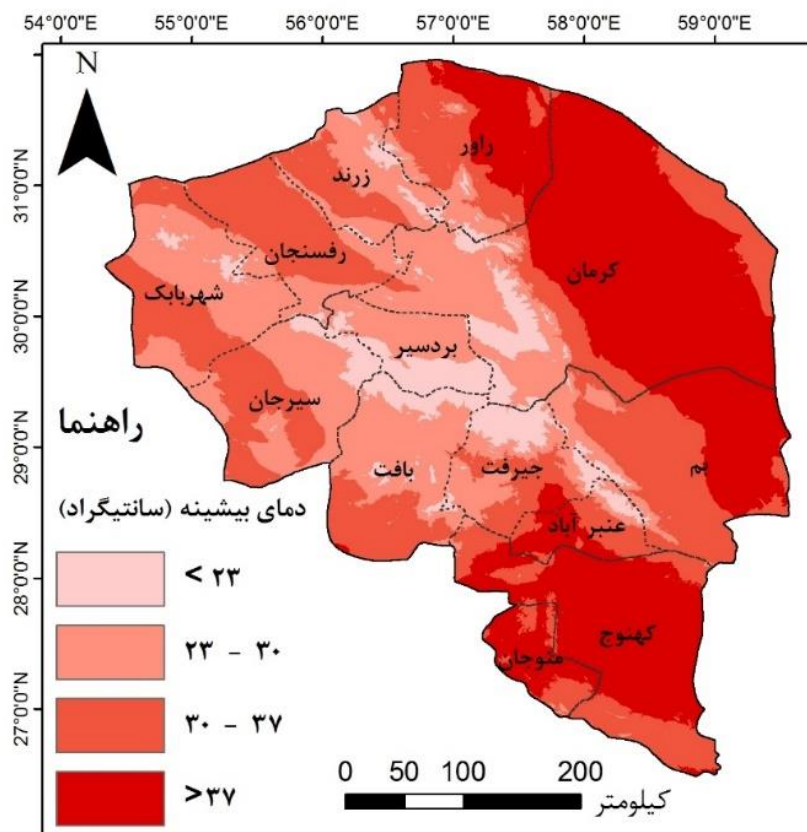 54°0'0"E 55°0'0"E 56°0'0"E 57°0'0"E 58°0'0"E 59°0'0"E
N
31°0'0"N
30°0'0"N
29°0'0"N
28°0'0"N
27°0'0"N
راور
زرند
کرمان
رفسنجان
شهربابک
بردسیر
سیرجان
بافت
جیرفت
بم
عنبر آباد
کهنوج
منوجان
راهنما
دمای بیشینه (سانتیگراد)
< ۲۳
۲۳ - ۳۰
۳۰ - ۳۷
>۳۷
0 50 100 200
کیلومتر